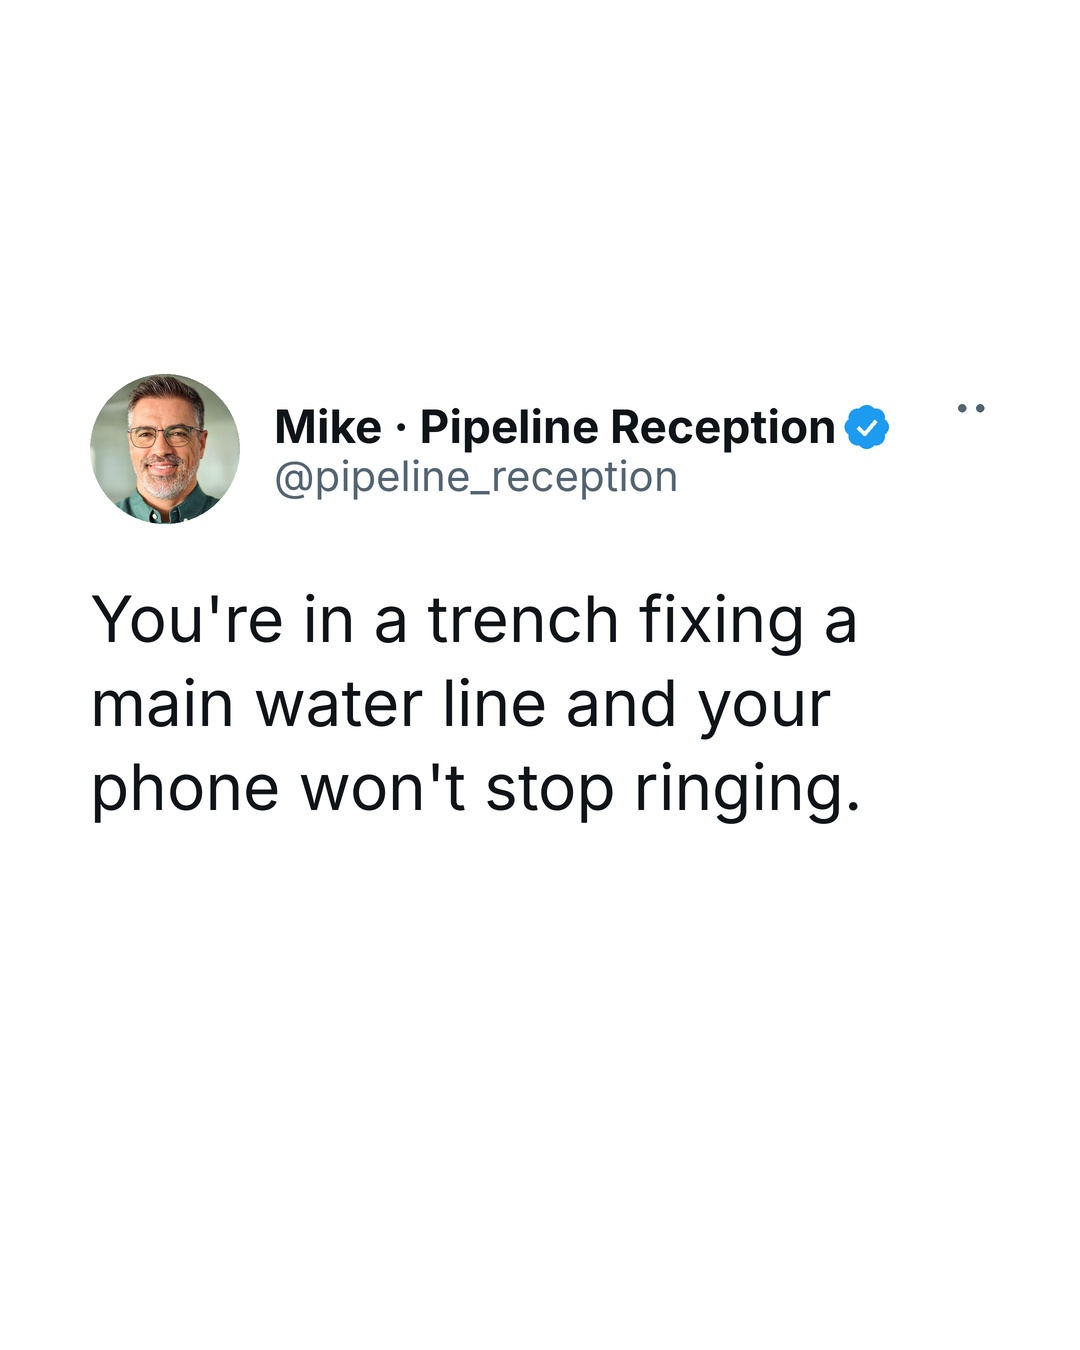 Mike · Pipeline Reception
@pipeline_reception
You're in a trench fixing a
main water line and your
phone won't stop ringing.